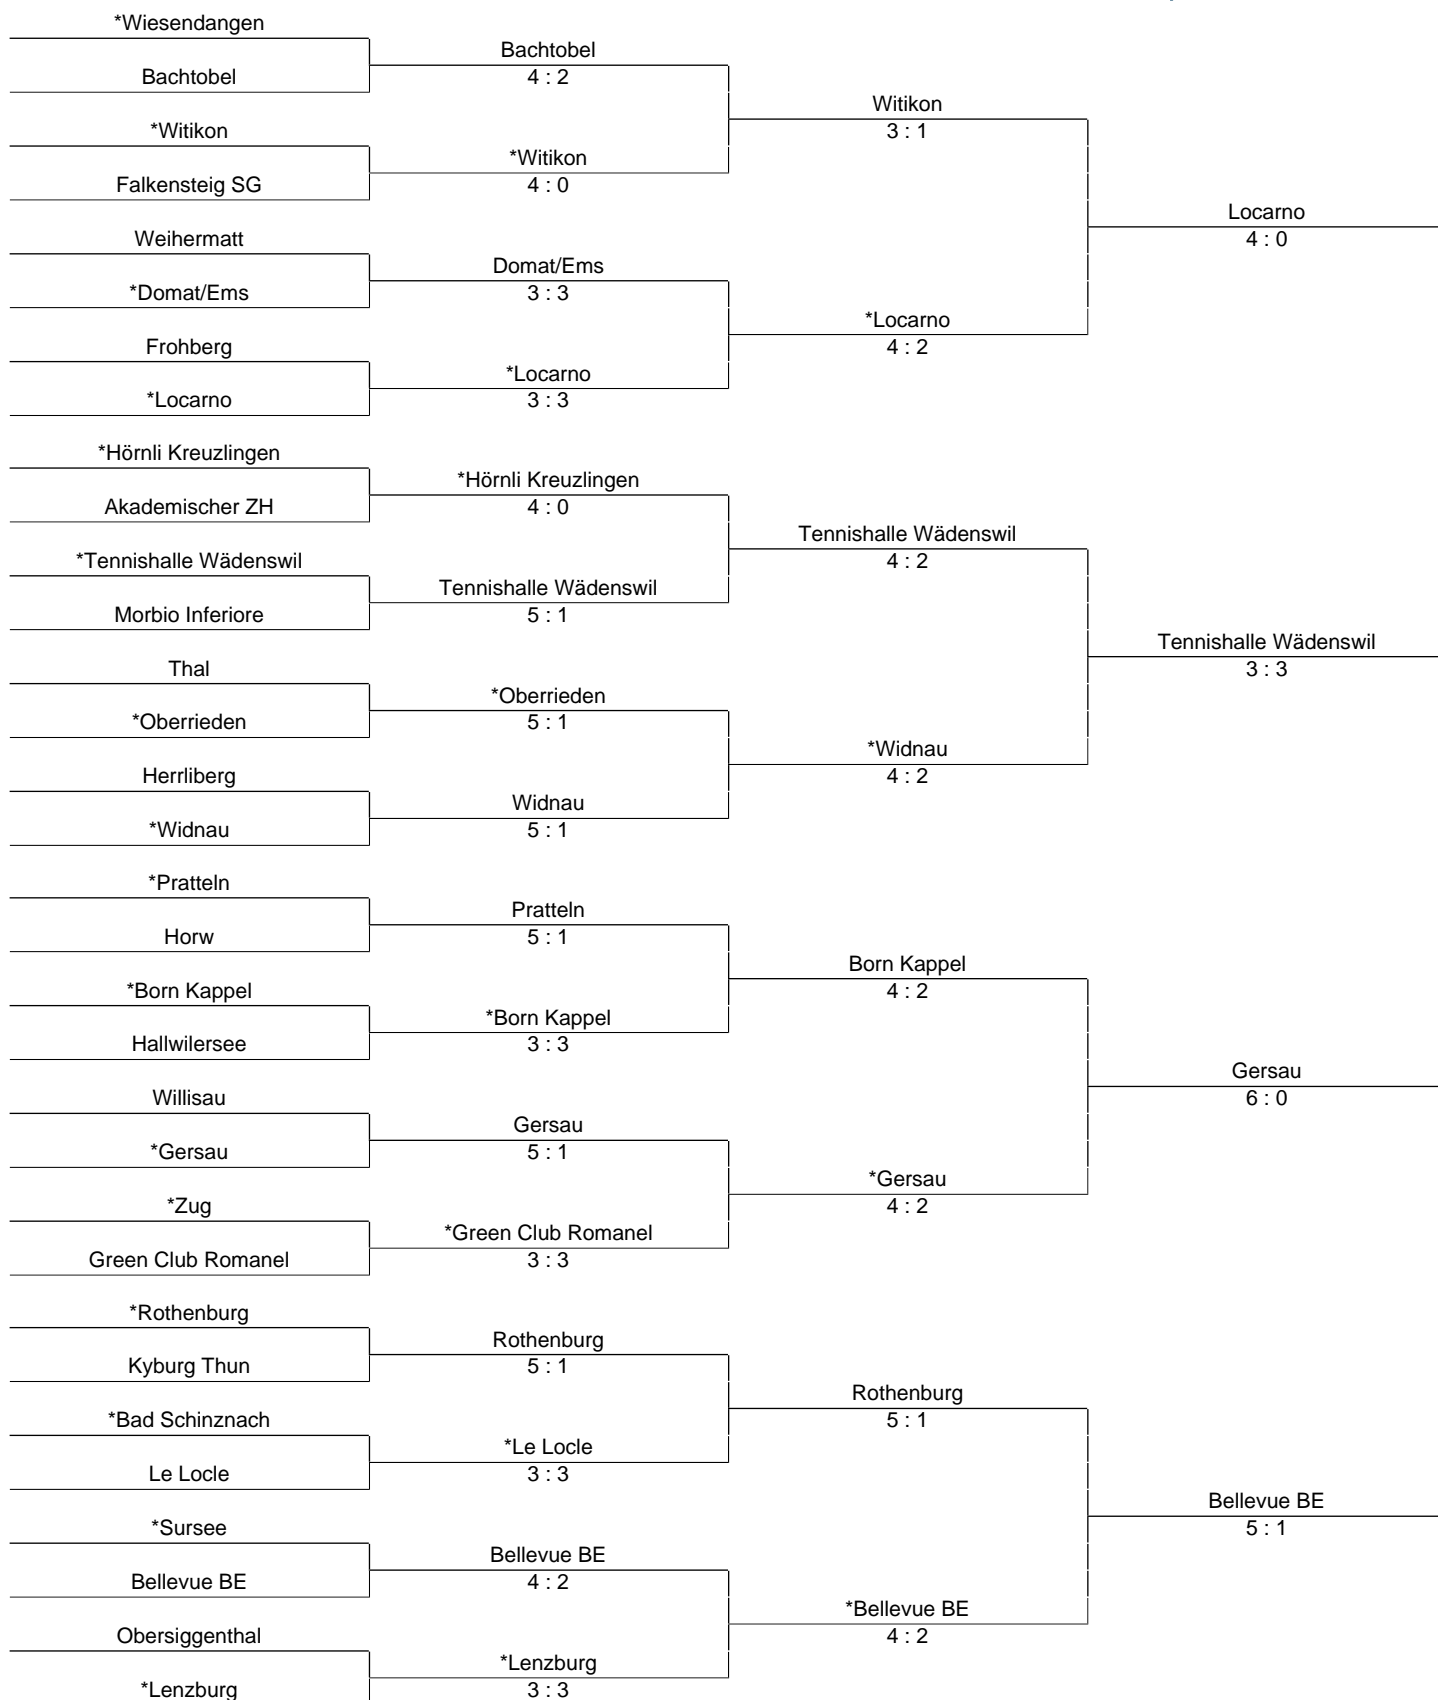 *Wiesendangen
Bachtobel
Bachtobel
4 : 2
Witikon
3 : 1
*Witikon
*Witikon
4 : 0
Falkensteig SG
Locarno
4 : 0
Weihermatt
Domat/Ems
3 : 3
*Domat/Ems
*Locarno
4 : 2
Frohberg
*Locarno
3 : 3
*Locarno
*Hörnli Kreuzlingen
*Hörnli Kreuzlingen
4 : 0
Akademischer ZH
Tennishalle Wädenswil
4 : 2
*Tennishalle Wädenswil
Tennishalle Wädenswil
5 : 1
Morbio Inferiore
Tennishalle Wädenswil
3 : 3
Thal
*Oberrieden
5 : 1
*Oberrieden
*Widnau
4 : 2
Herrliberg
Widnau
5 : 1
*Widnau
*Pratteln
Pratteln
5 : 1
Horw
Born Kappel
4 : 2
*Born Kappel
*Born Kappel
3 : 3
Hallwilersee
Gersau
6 : 0
Willisau
Gersau
5 : 1
*Gersau
*Gersau
4 : 2
*Zug
*Green Club Romanel
3 : 3
Green Club Romanel
*Rothenburg
Rothenburg
5 : 1
Kyburg Thun
Rothenburg
5 : 1
*Bad Schinznach
*Le Locle
3 : 3
Le Locle
Bellevue BE
5 : 1
*Sursee
Bellevue BE
4 : 2
Bellevue BE
*Bellevue BE
4 : 2
Obersiggenthal
*Lenzburg
3 : 3
*Lenzburg